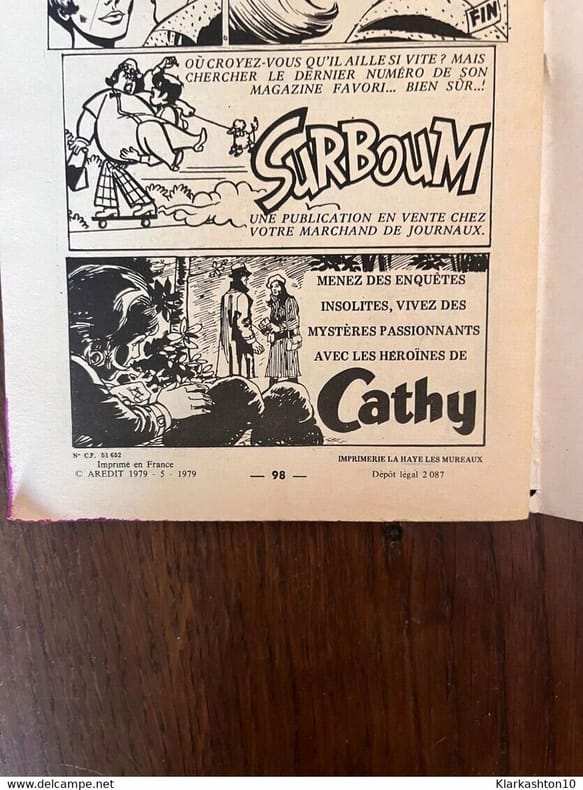 FIN
OÙ CROYEZ-VOUS QU'IL AILLE SI VITE ? MAIS
CHERCHER LE DERNIER NUMÉRO DE SON
MAGAZINE FAVORI... BIEN SÛR..!
SURBOUM
UNE PUBLICATION EN VENTE CHEZ
VOTRE MARCHAND DE JOURNAUX.
MENEZ DES ENQUÊTES
INSOLITES, VIVEZ DES
MYSTÈRES PASSIONNANTS
AVEC LES HEROÏNES DE
Cathy
N° C.P. 51 652
Imprimé en France
© AREDIT 1979 - 5 - 1979
— 98 —
IMPRIMERIE LA HAYE LES MUREAUX
Dépôt légal 2 087
www.delcampe.net
Klarkashton10